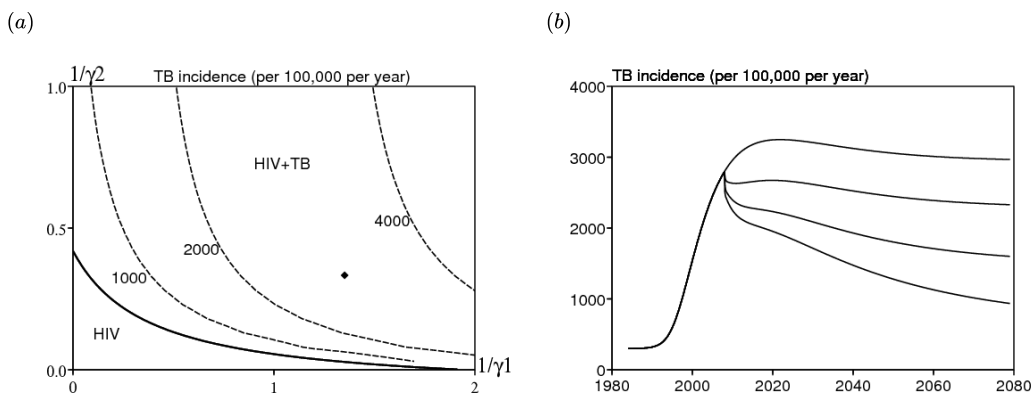 (a)
(b)
1/γ2
TB incidence (per 100,000 per year)
1.0
HIV+TB
4000
0.5
2000
1000
HIV
0.0
1/γ1
0
1
2
TB incidence (per 100,000 per year)
4000
3000
2000
1000
0
1980
2000
2020
2040
2060
2080